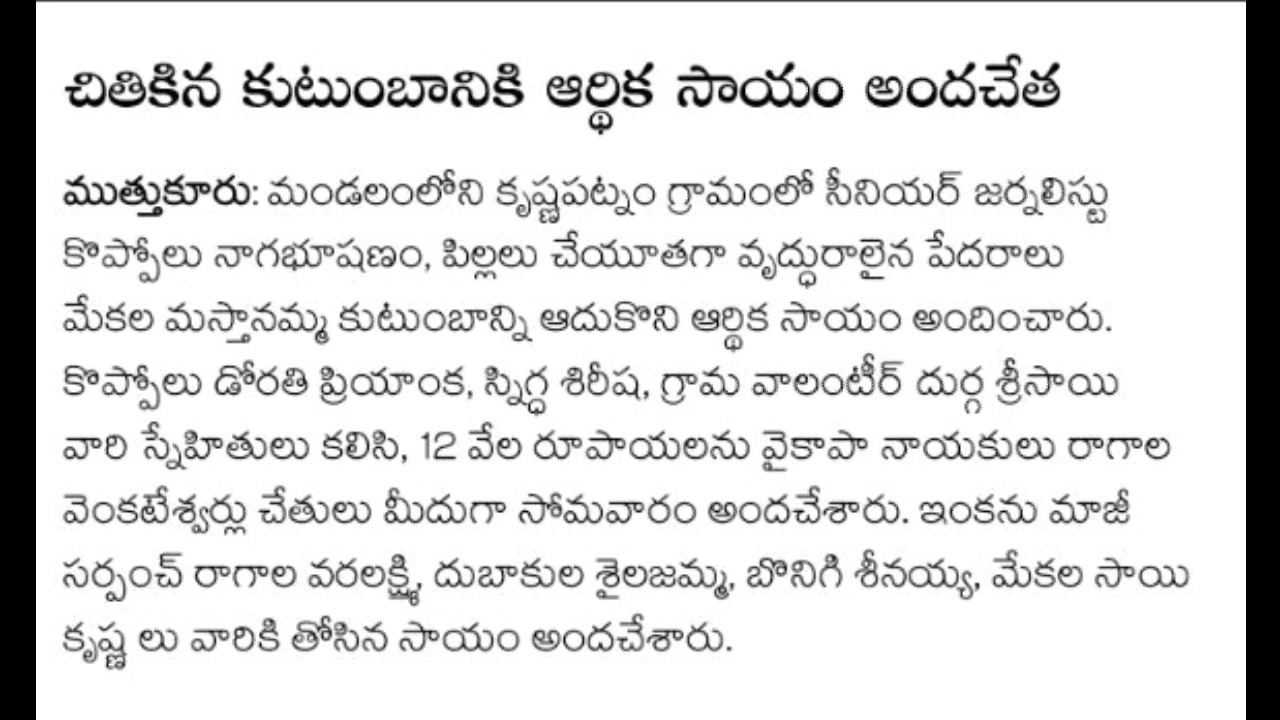 చితికిన కుటుంబానికి ఆర్థిక సాయం అందచేత
ముత్తుకూరు: మండలంలోని కృష్ణపట్నం గ్రామంలో సీనియర్ జర్నలిస్టు
కొప్పోలు నాగభూషణం, పిల్లలు చేయూతగా వృద్ధురాలైన పేదరాలు
మేకల మస్తానమ్మ కుటుంబాన్ని ఆదుకొని ఆర్థిక సాయం అందించారు.
కొప్పోలు డోరతి ప్రియాంక, స్నిగ్ధ శిరీష, గ్రామ వాలంటీర్ దుర్గ శ్రీసాయి
వారి స్నేహితులు కలిసి, 12 వేల రూపాయలను వైకాపా నాయకులు రాగాల
వెంకటేశ్వర్లు చేతులు మీదుగా సోమవారం అందచేశారు. ఇంకను మాజీ
సర్పంచ్ రాగాల వరలక్ష్మి, దుబాకుల శైలజమ్మ, బొనిగి శీనయ్య, మేకల సాయి
కృష్ణ లు వారికి తోసిన సాయం అందచేశారు.